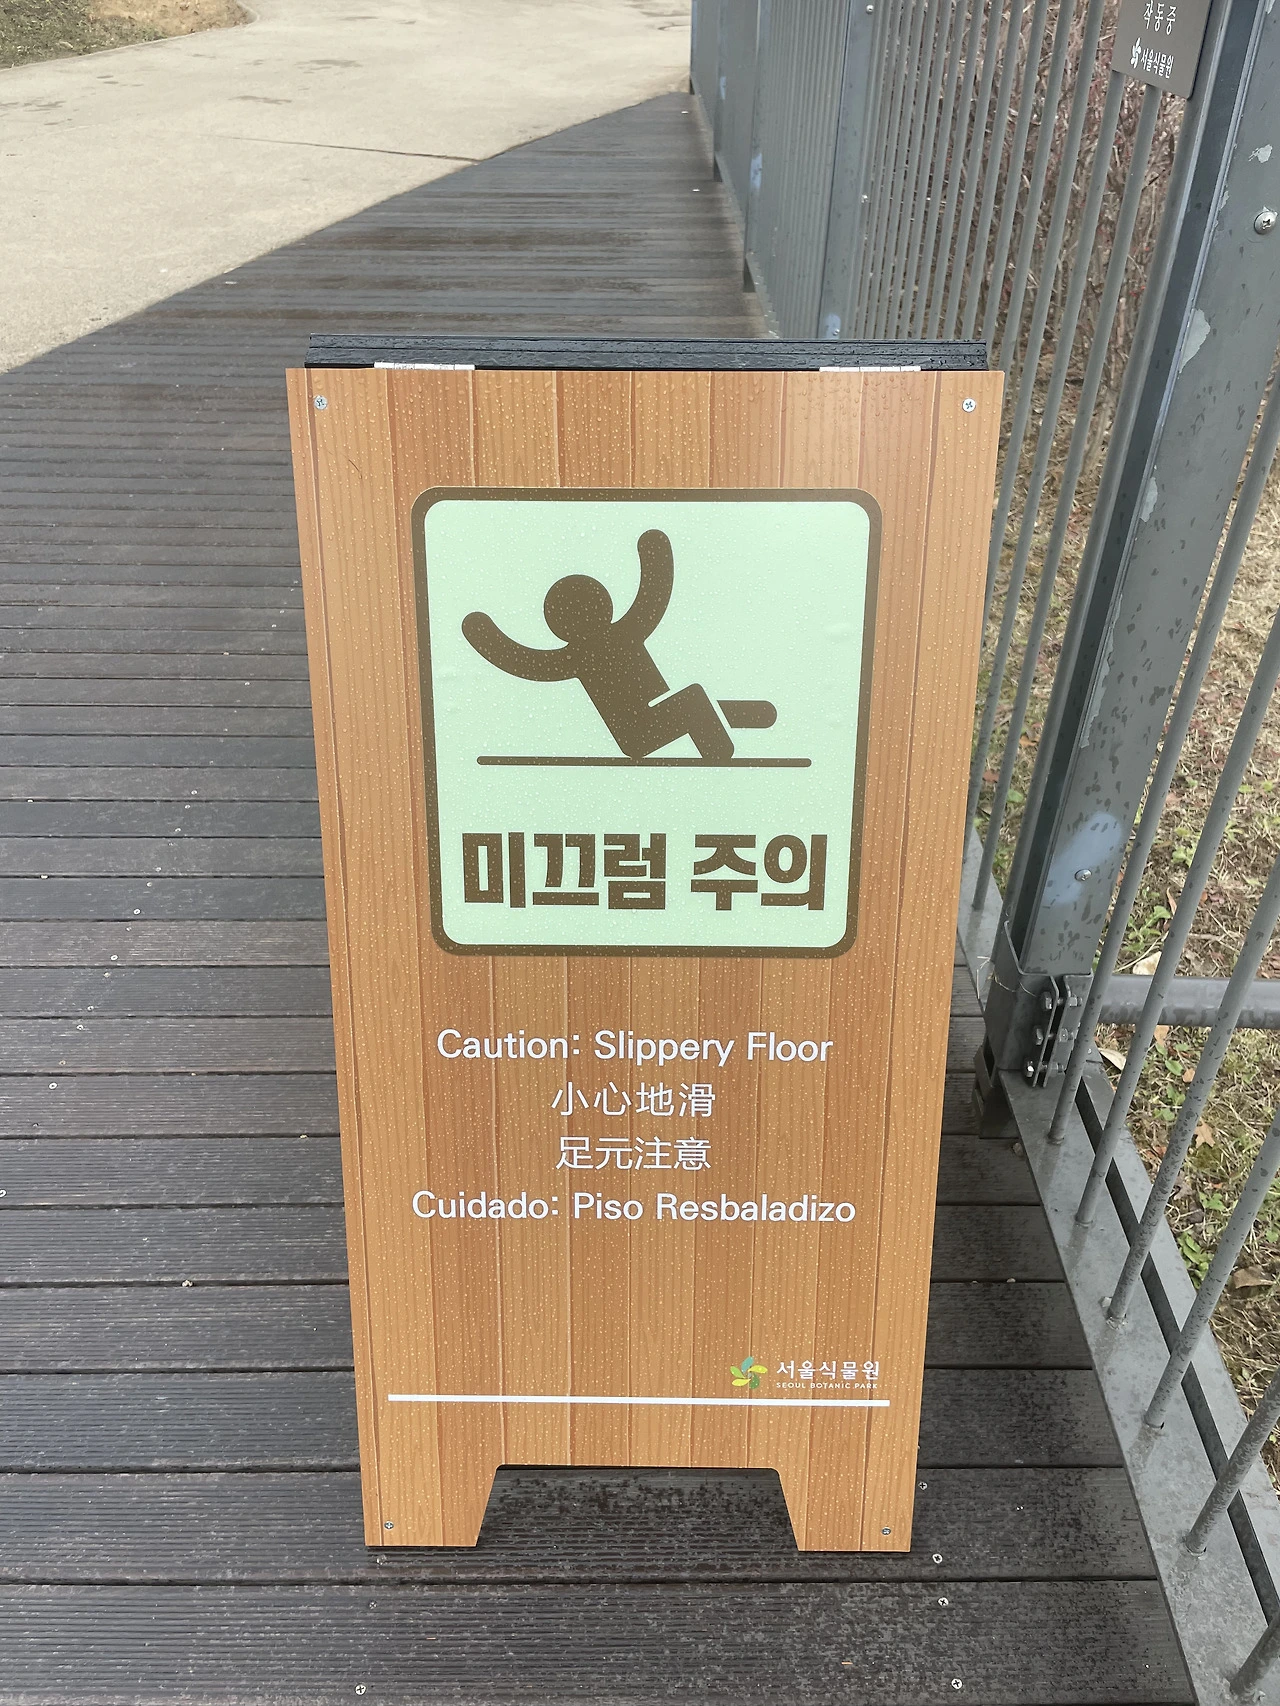 작동중
서울식물원
미끄럼 주의
Caution: Slippery Floor
小心地滑
足元注意
Cuidado: Piso Resbaladizo
서울식물원
SEOUL BOTANIC PARK